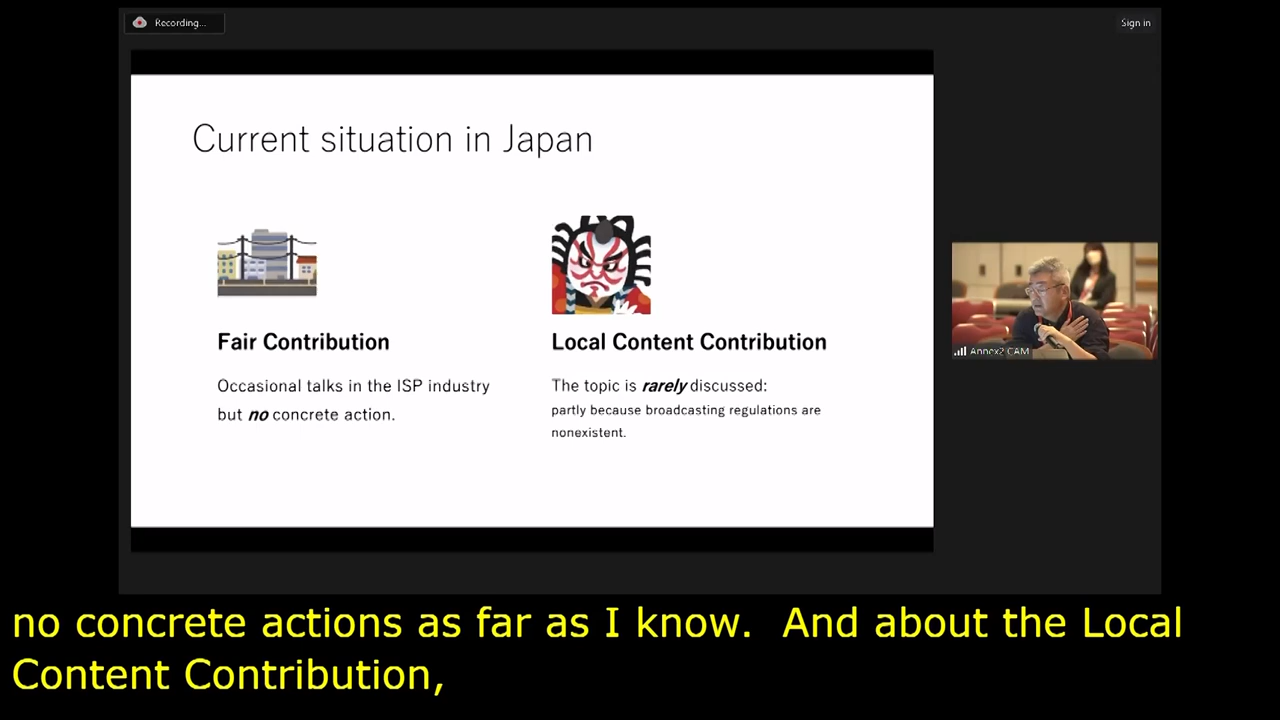 Recording...
Sign in
Current situation in Japan
Fair Contribution
Occasional talks in the ISP industry
but no concrete action.
Local Content Contribution
The topic is rarely discussed:
partly because broadcasting regulations are
nonexistent.
Annex2 CAM
no concrete actions as far as I know.  And about the Local
Content Contribution,